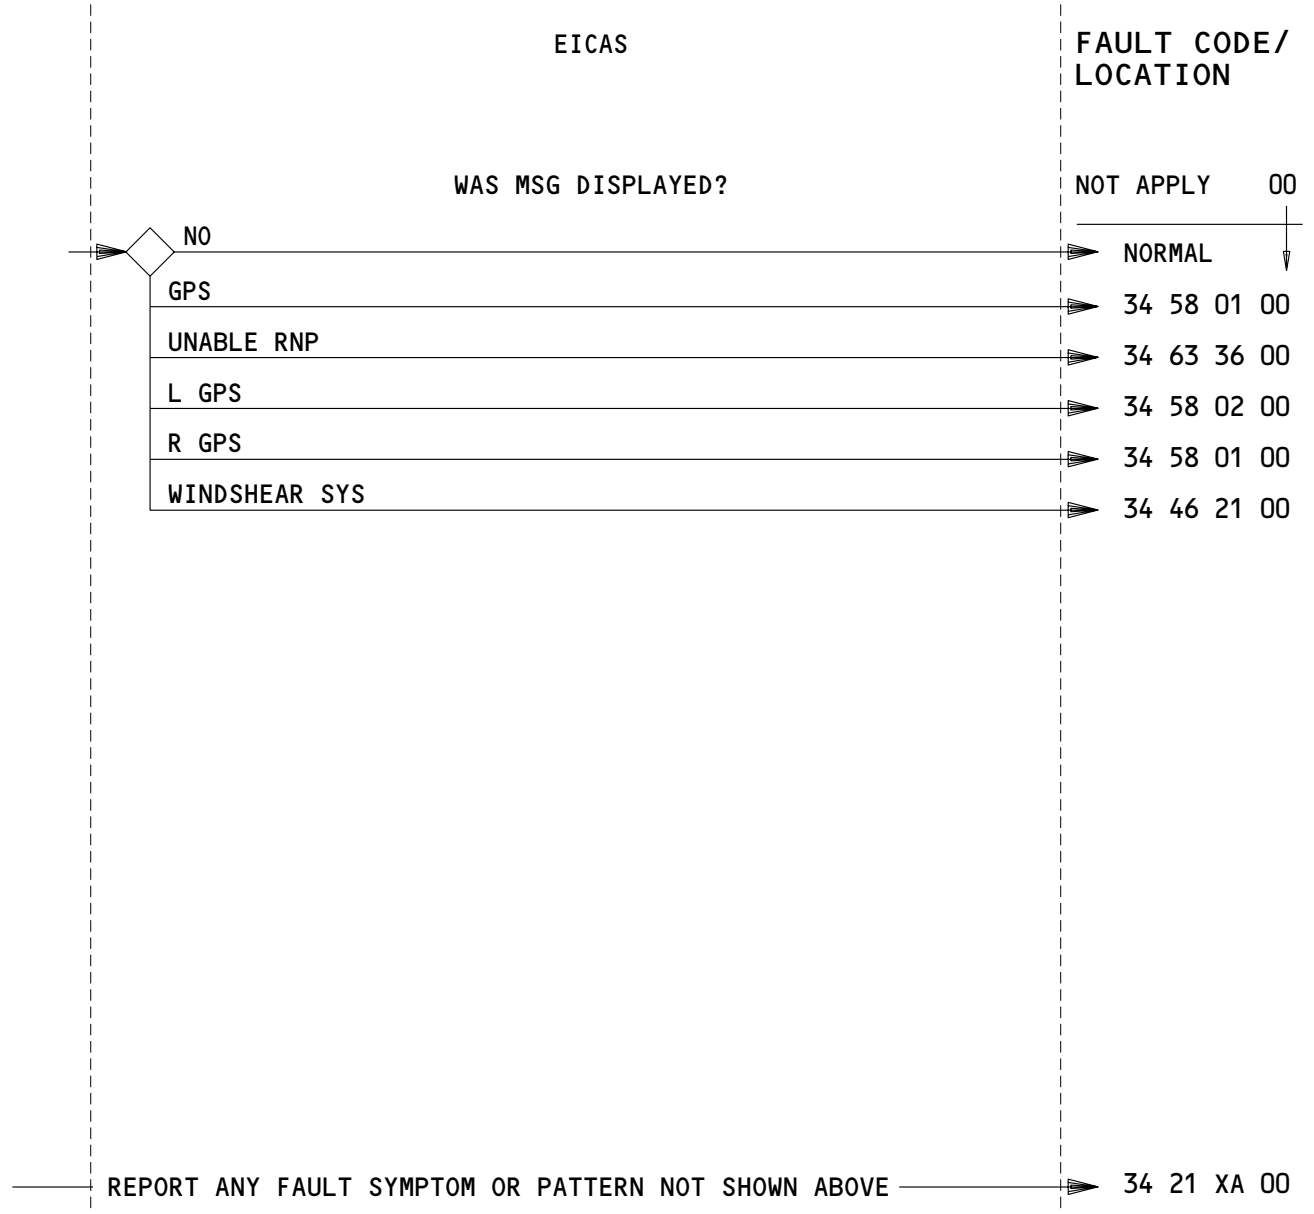 EICAS
FAULT CODE/
LOCATION
WAS MSG DISPLAYED?
NOT APPLY 00
NO
NORMAL
GPS
34 58 01 00
UNABLE RNP
34 63 36 00
L GPS
34 58 02 00
R GPS
34 58 01 00
WINDSHEAR SYS
34 46 21 00
REPORT ANY FAULT SYMPTOM OR PATTERN NOT SHOWN ABOVE
34 21 XA 00